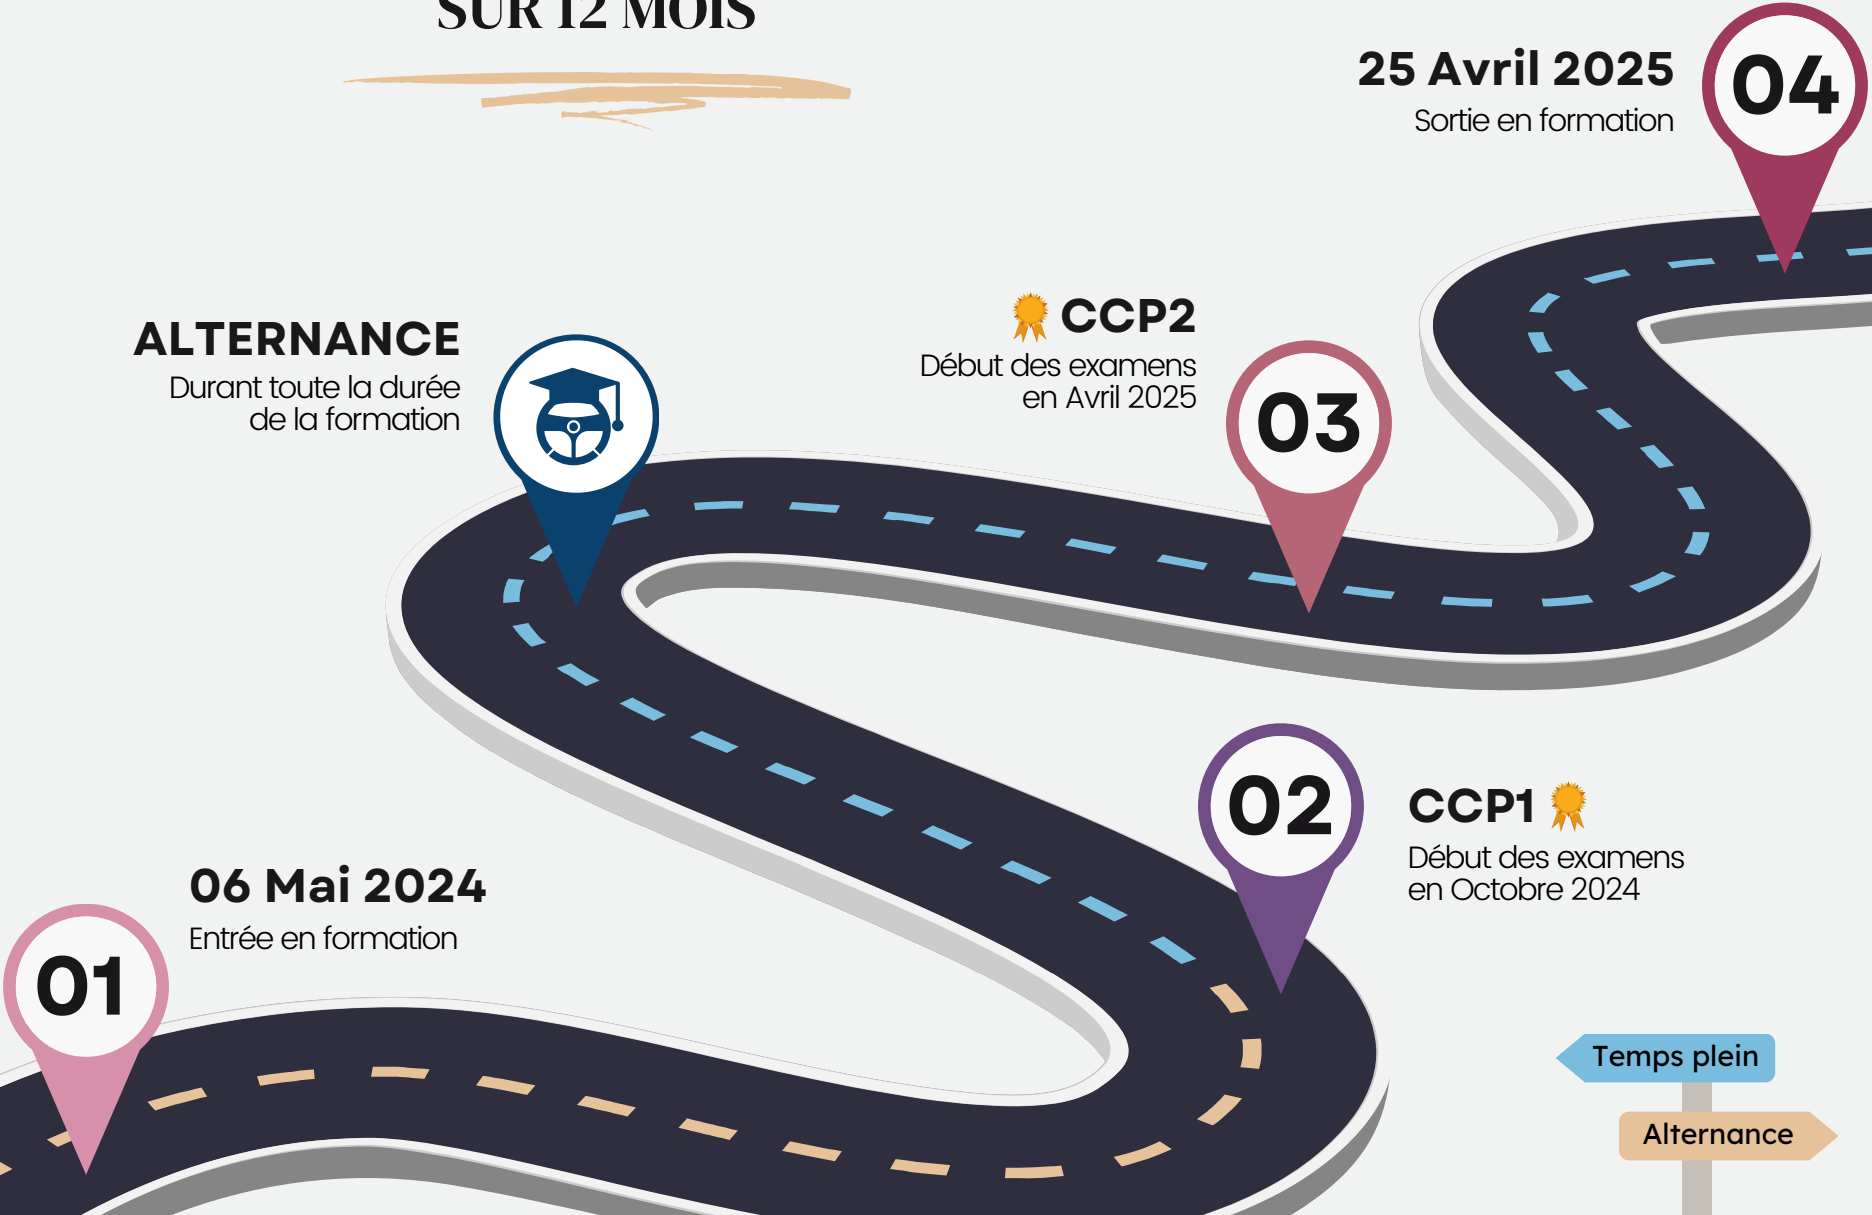 SUR 12 MOIS
25 Avril 2025
Sortie en formation
04
ALTERNANCE
Durant toute la durée
de la formation
CCP2
Début des examens
en Avril 2025
03
02
CCP1
Début des examens
en Octobre 2024
06 Mai 2024
Entrée en formation
01
Temps plein
Alternance